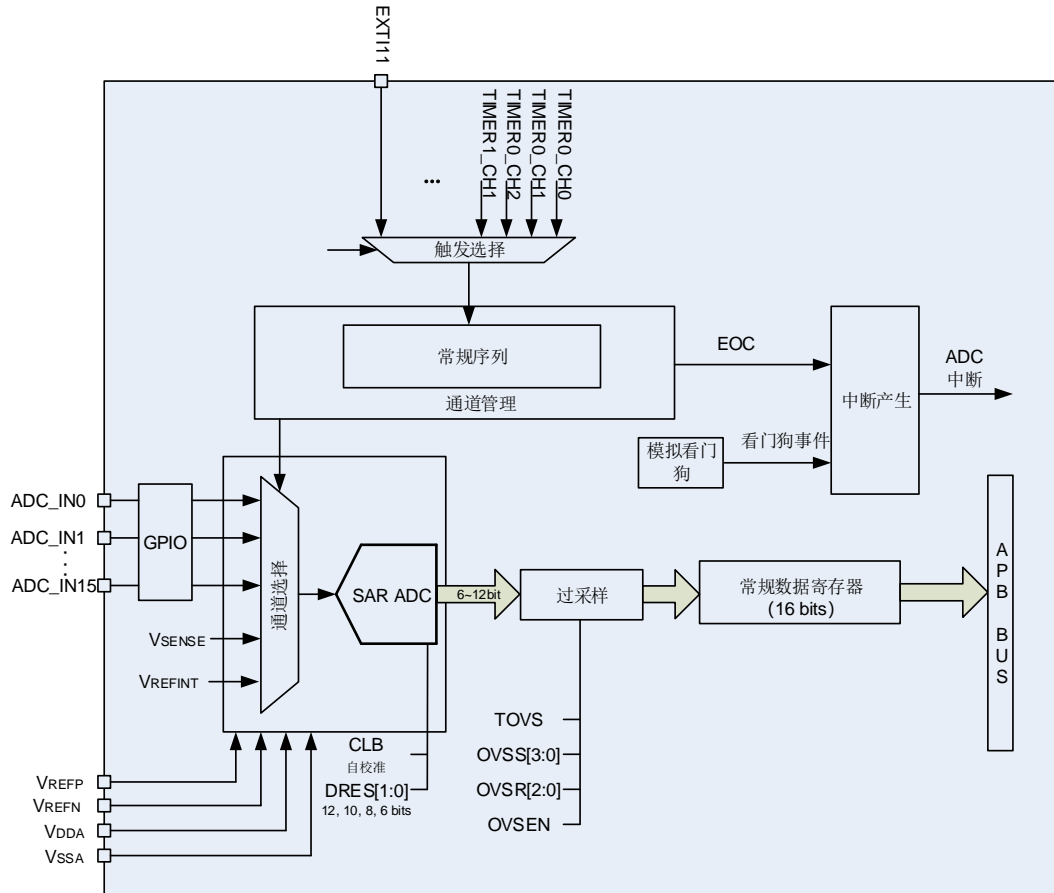 EXTI11
TIMER1_CH1
TIMER0_CH2
TIMER0_CH1
TIMER0_CH0
...
触发选择
常规序列
通道管理
EOC
中断产生
ADC
中断
模拟看门
狗
看门狗事件
ADC_IN0
ADC_IN1
ADC_IN15
GPIO
通道选择
VSENSE
VREFINT
SAR ADC
6~12bit
过采样
常规数据寄存器
(16 bits)
APB BUS
CLB
自校准
DRES[1:0]
12, 10, 8, 6 bits
TOVS
OVSS[3:0]
OVSR[2:0]
OVSEN
VREFP
VREFN
VDDA
VSSA